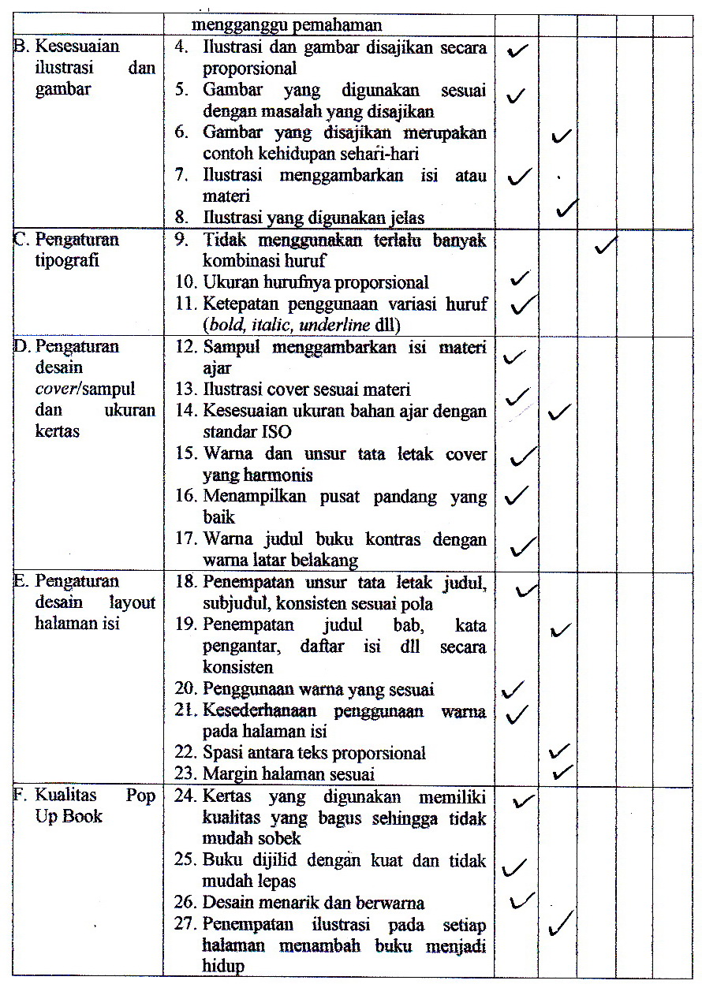 mengganggu pemahaman
B. Kesesuaian
ilustrasi dan
gambar
4. Ilustrasi dan gambar disajikan secara
proporsional
5. Gambar yang digunakan sesuai
dengan masalah yang disajikan
6. Gambar yang disajikan merupakan
contoh kehidupan sehari-hari
7. Ilustrasi menggambarkan isi atau
materi
8. Ilustrasi yang digunakan jelas
C. Pengaturan
tipografi
9. Tidak menggunakan terlalu banyak
kombinasi huruf
10. Ukuran hurufnya proporsional
11. Ketepatan penggunaan variasi huruf
(bold, italic, underline dll)
D. Pengaturan
desain
cover/sampul
dan ukuran
kertas
12. Sampul menggambarkan isi materi
ajar
13. Ilustrasi cover sesuai materi
14. Kesesuaian ukuran bahan ajar dengan
standar ISO
15. Warna dan unsur tata letak cover
yang harmonis
16. Menampilkan pusat pandang yang
baik
17. Warna judul buku kontras dengan
warna latar belakang
E. Pengaturan
desain layout
halaman isi
18. Penempatan unsur tata letak judul,
subjudul, konsisten sesuai pola
19. Penempatan judul bab, kata
pengantar, daftar isi dll secara
konsisten
20. Penggunaan warna yang sesuai
21. Kesederhanaan penggunaan warna
pada halaman isi
22. Spasi antara teks proporsional
23. Margin halaman sesuai
F. Kualitas Pop
Up Book
24. Kertas yang digunakan memiliki
kualitas yang bagus sehingga tidak
mudah sobek
25. Buku dijilid dengan kuat dan tidak
mudah lepas
26. Desain menarik dan berwarna
27. Penempatan ilustrasi pada setiap
halaman menambah buku menjadi
hidup